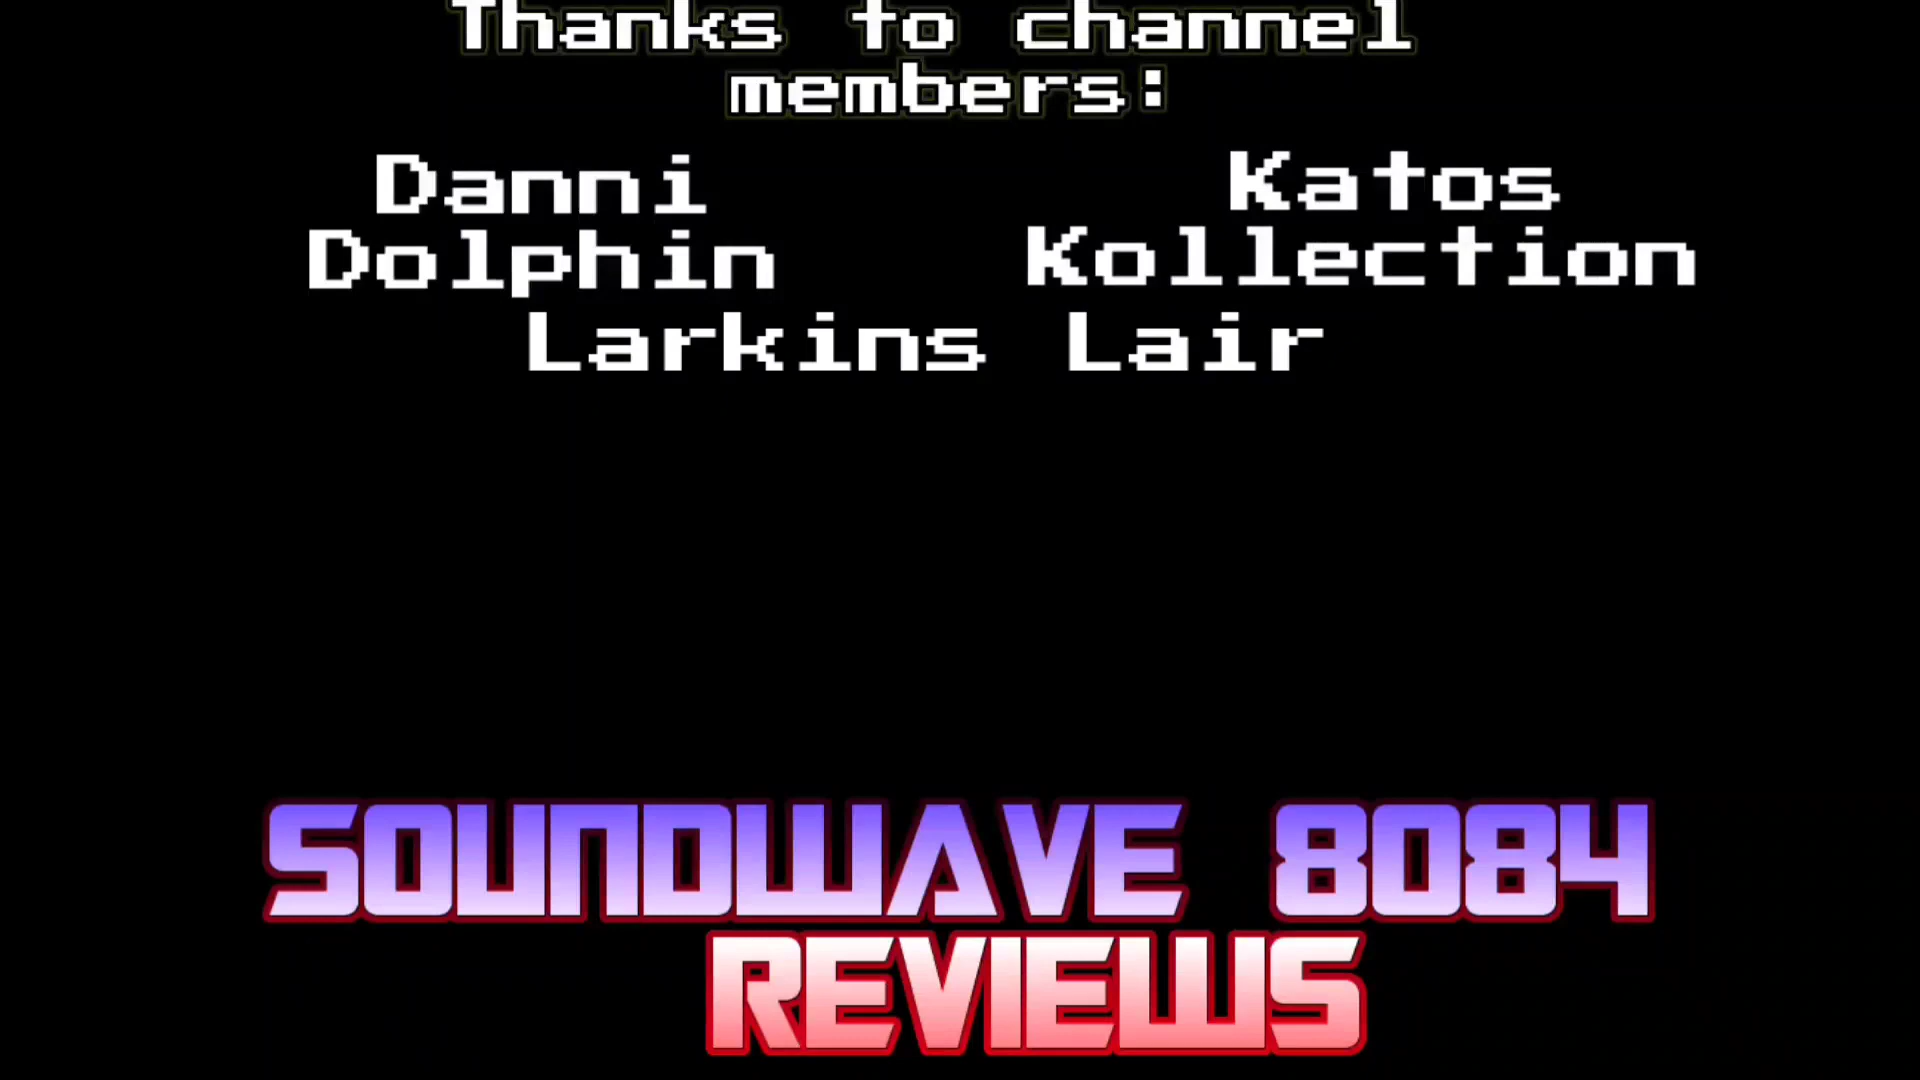 Thanks to channel
members:
Danni
Dolphin
Katos
Kollection
Larkins Lair
SOUNDWAVE 8084
REVIEWS